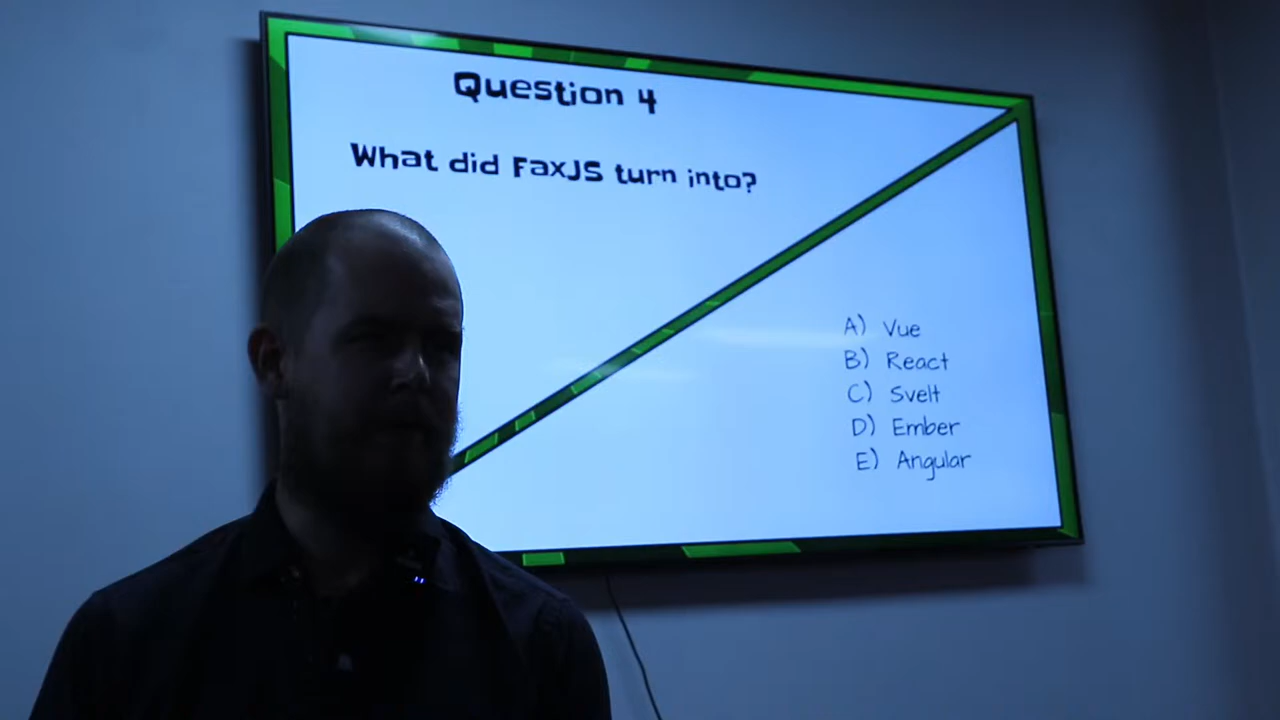 Question 4
What did FaxJS turn into?
A) Vue
B) React
C) Svelt
D) Ember
E) Angular